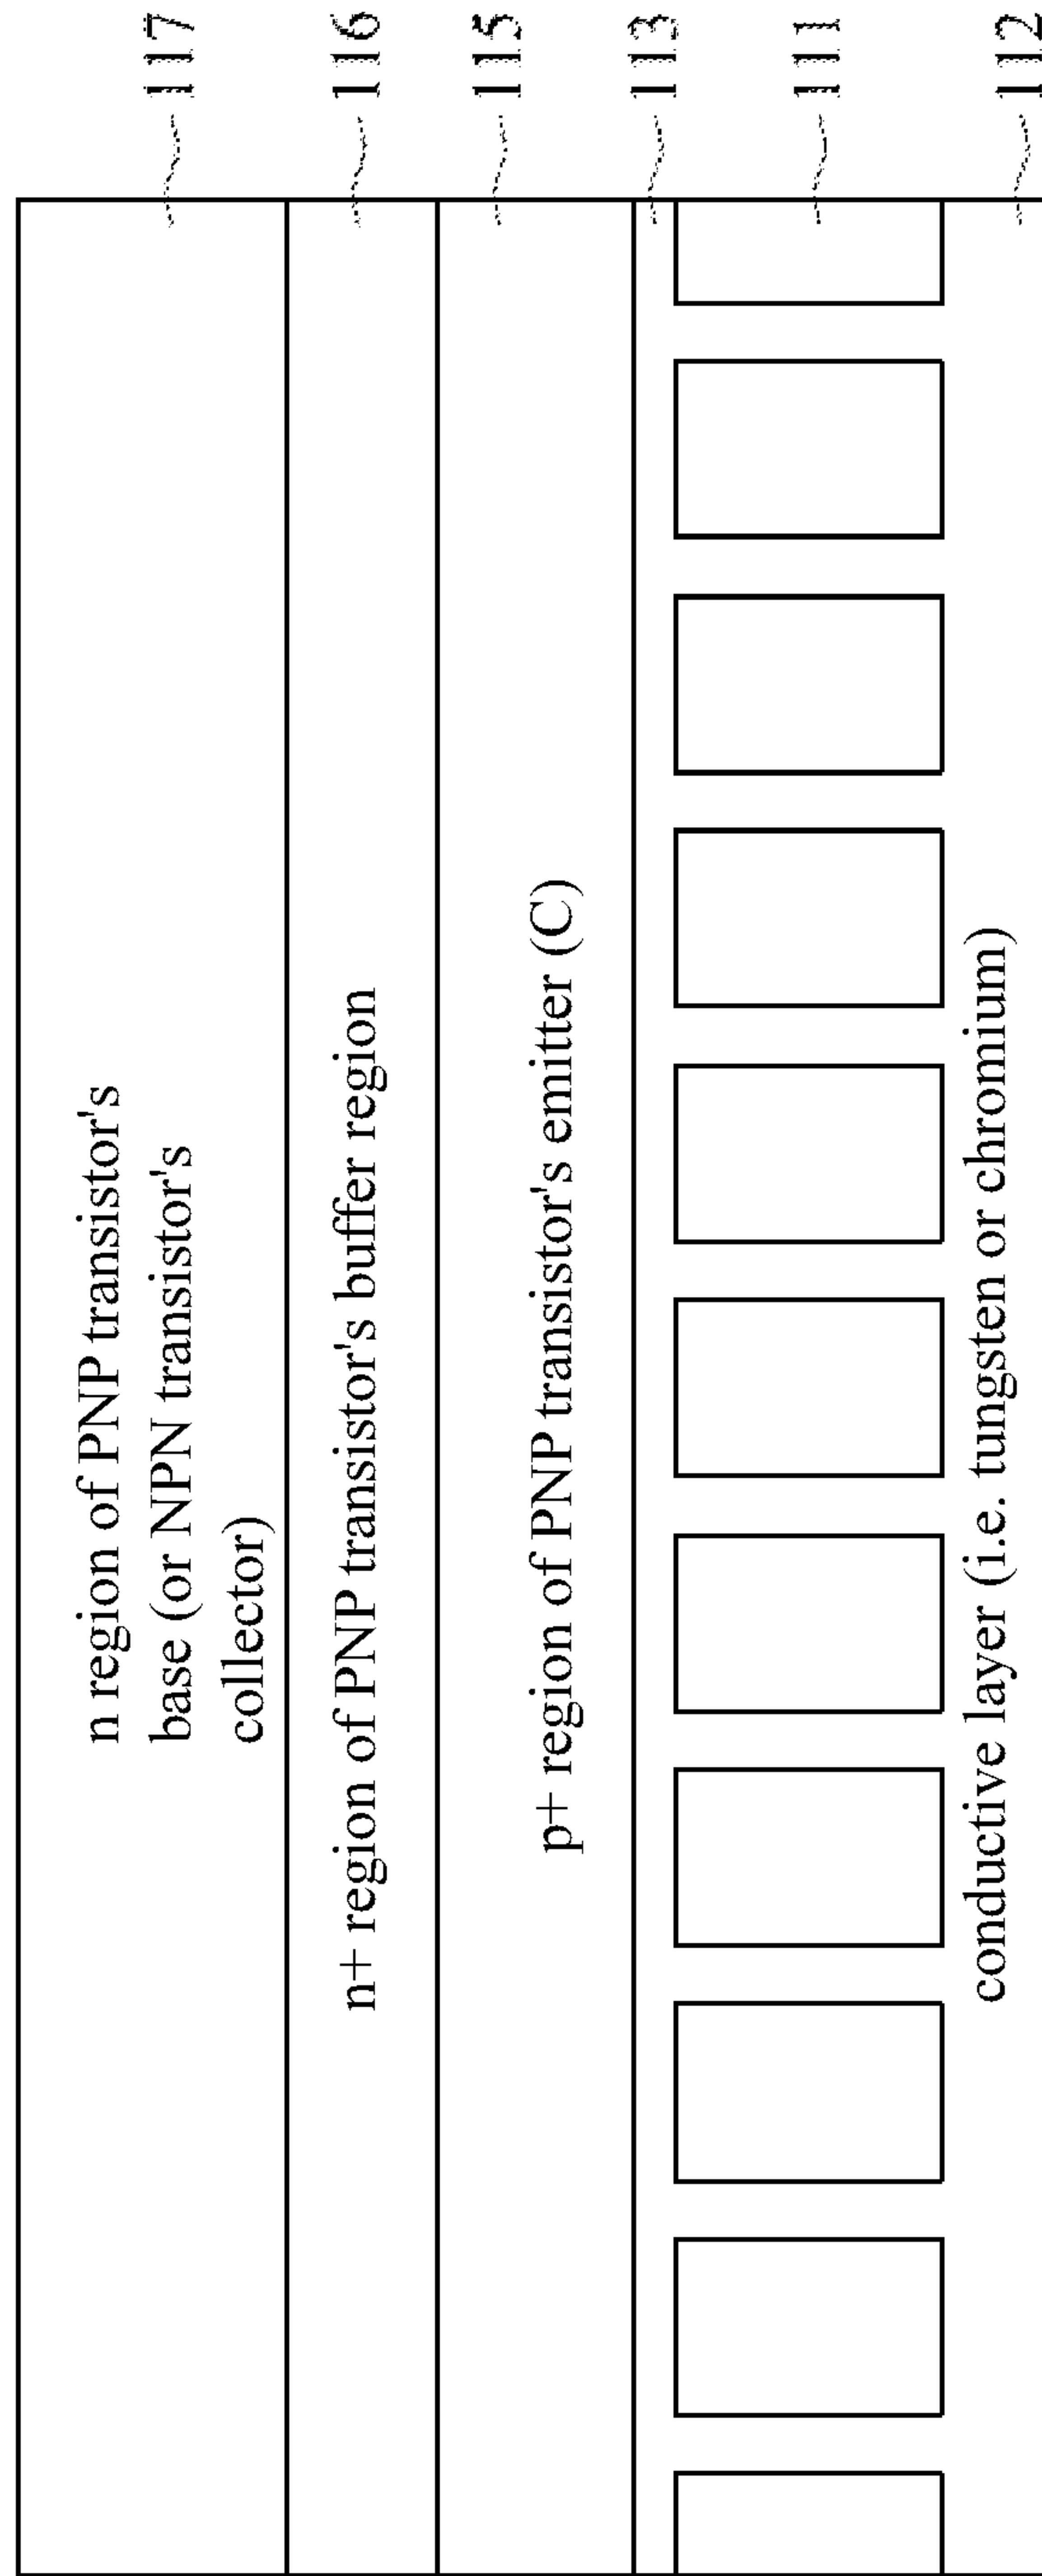 n region of PNP transistor's
base (or NPN transistor's
collector)
117
n+ region of PNP transistor's buffer region
116
p+ region of PNP transistor's emitter (C)
115
113
111
conductive layer (i.e. tungsten or chromium)
112